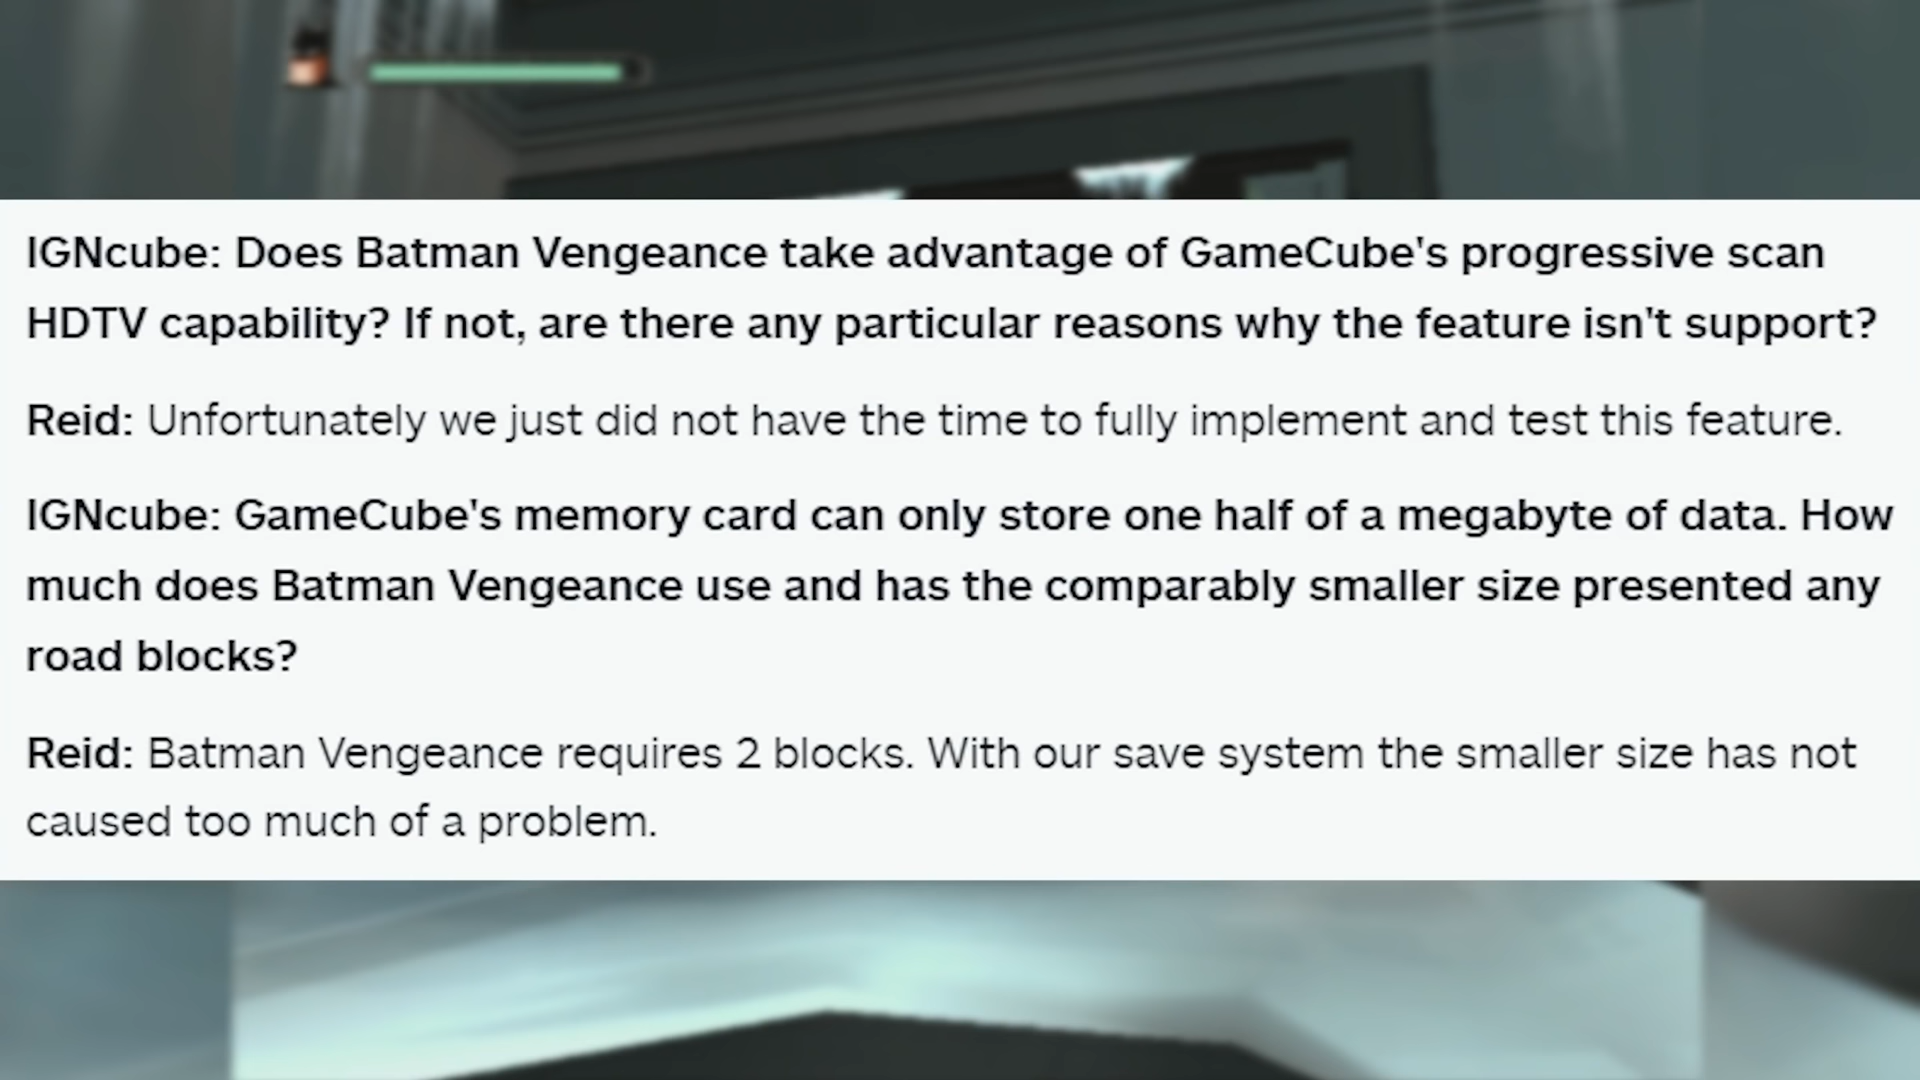 IGNcube: Does Batman Vengeance take advantage of GameCube's progressive scan
HDTV capability? If not, are there any particular reasons why the feature isn't support?
Reid: Unfortunately we just did not have the time to fully implement and test this feature.
IGNcube: GameCube's memory card can only store one half of a megabyte of data. How
much does Batman Vengeance use and has the comparably smaller size presented any
road blocks?
Reid: Batman Vengeance requires 2 blocks. With our save system the smaller size has not
caused too much of a problem.